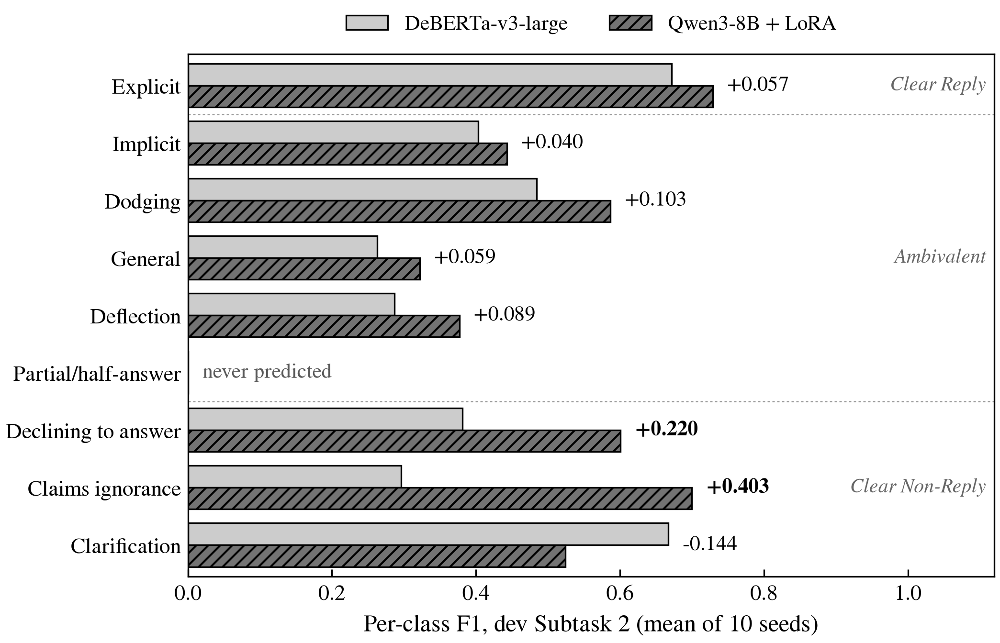 DeBERTa-v3-large Qwen3-8B + LoRA
Explicit +0.057 Clear Reply
Implicit +0.040
Dodging +0.103
General +0.059 Ambivalent
Deflection +0.089
Partial/half-answer never predicted
Declining to answer +0.220
Claims ignorance +0.403 Clear Non-Reply
Clarification -0.144
0.0 0.2 0.4 0.6 0.8 1.0
Per-class F1, dev Subtask 2 (mean of 10 seeds)